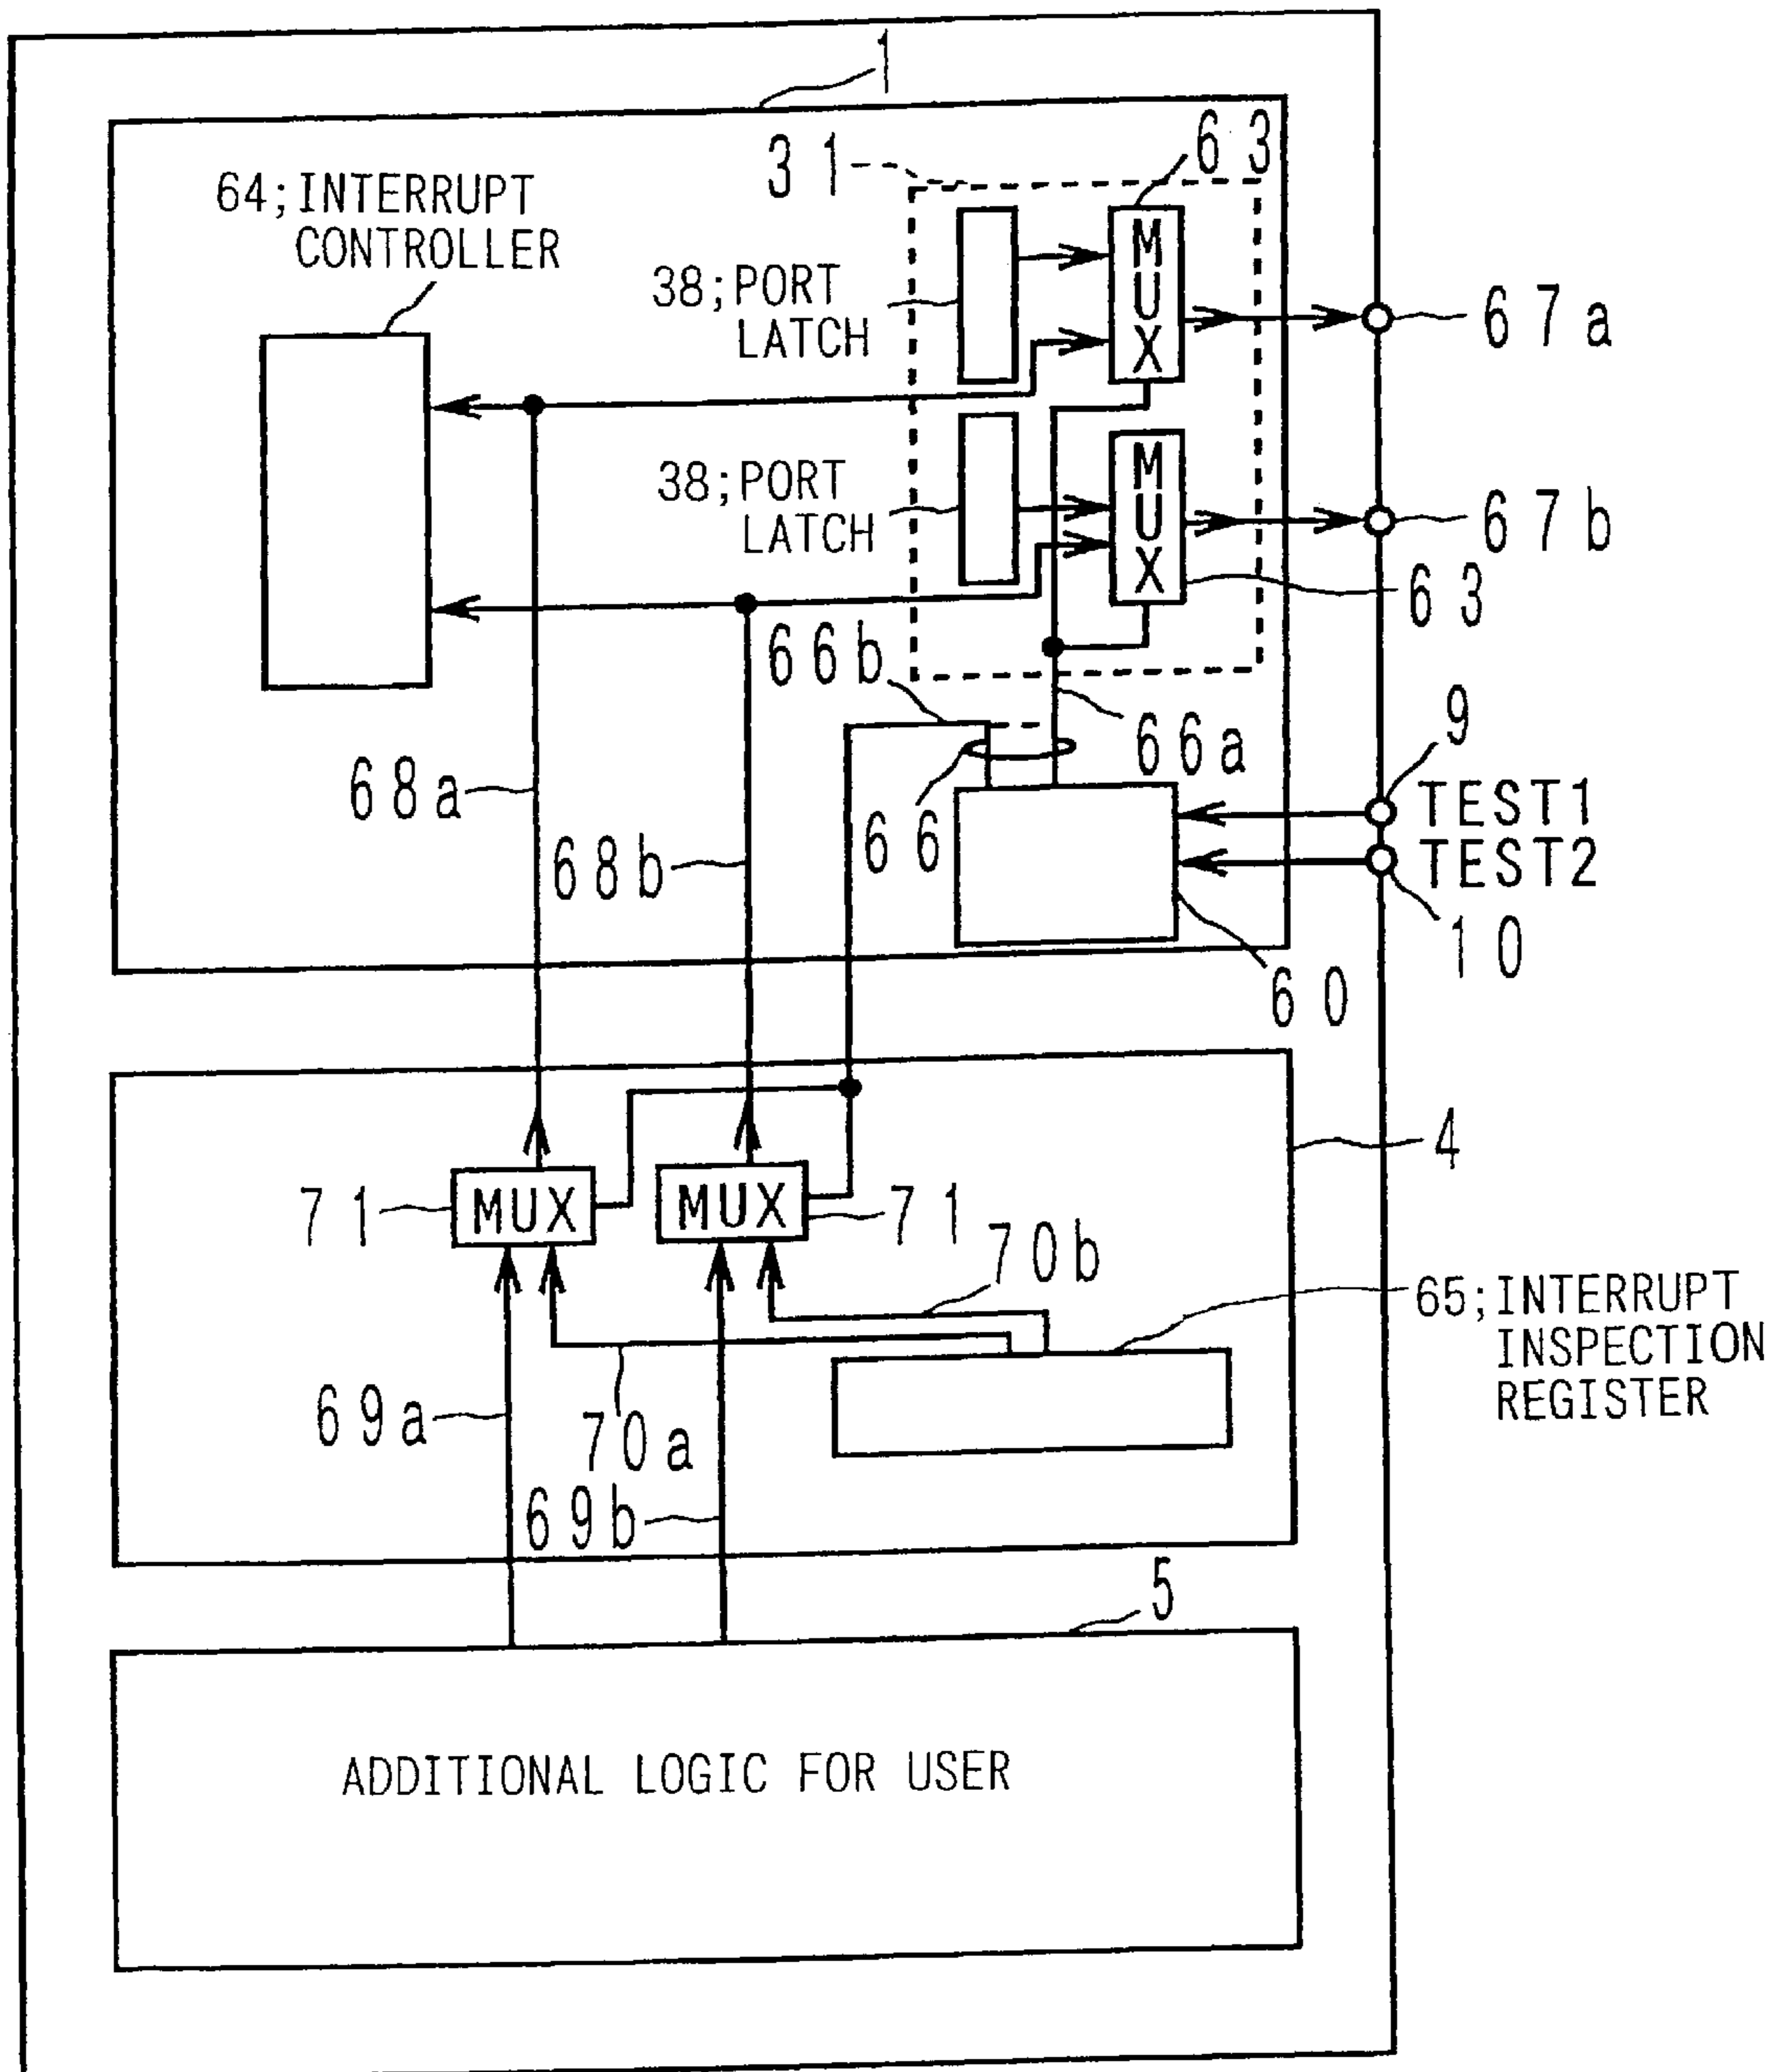 1
31
63
64;INTERRUPT
CONTROLLER
38;PORT
LATCH
MUX
67a
38;PORT
LATCH
MUX
67b
63
66b
66a
9
68a
66
TEST1
68b
TEST2
10
60
4
71
MUX
MUX
71
70b
65;INTERRUPT
INSPECTION
REGISTER
69a
70a
69b
5
ADDITIONAL LOGIC FOR USER